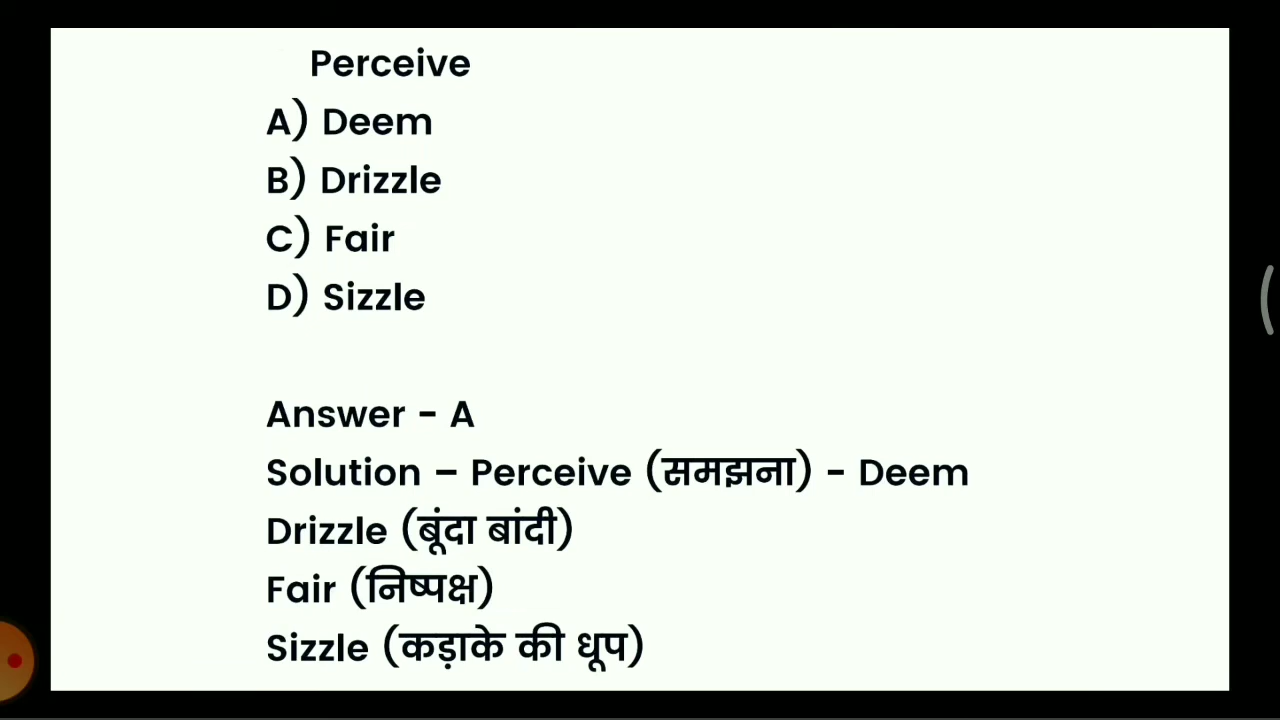 Perceive
A) Deem
B) Drizzle
C) Fair
D) Sizzle
Answer - A
Solution – Perceive (समझना) - Deem
Drizzle (बूंदा बांदी)
Fair (निष्पक्ष)
Sizzle (कड़ाके की धूप)